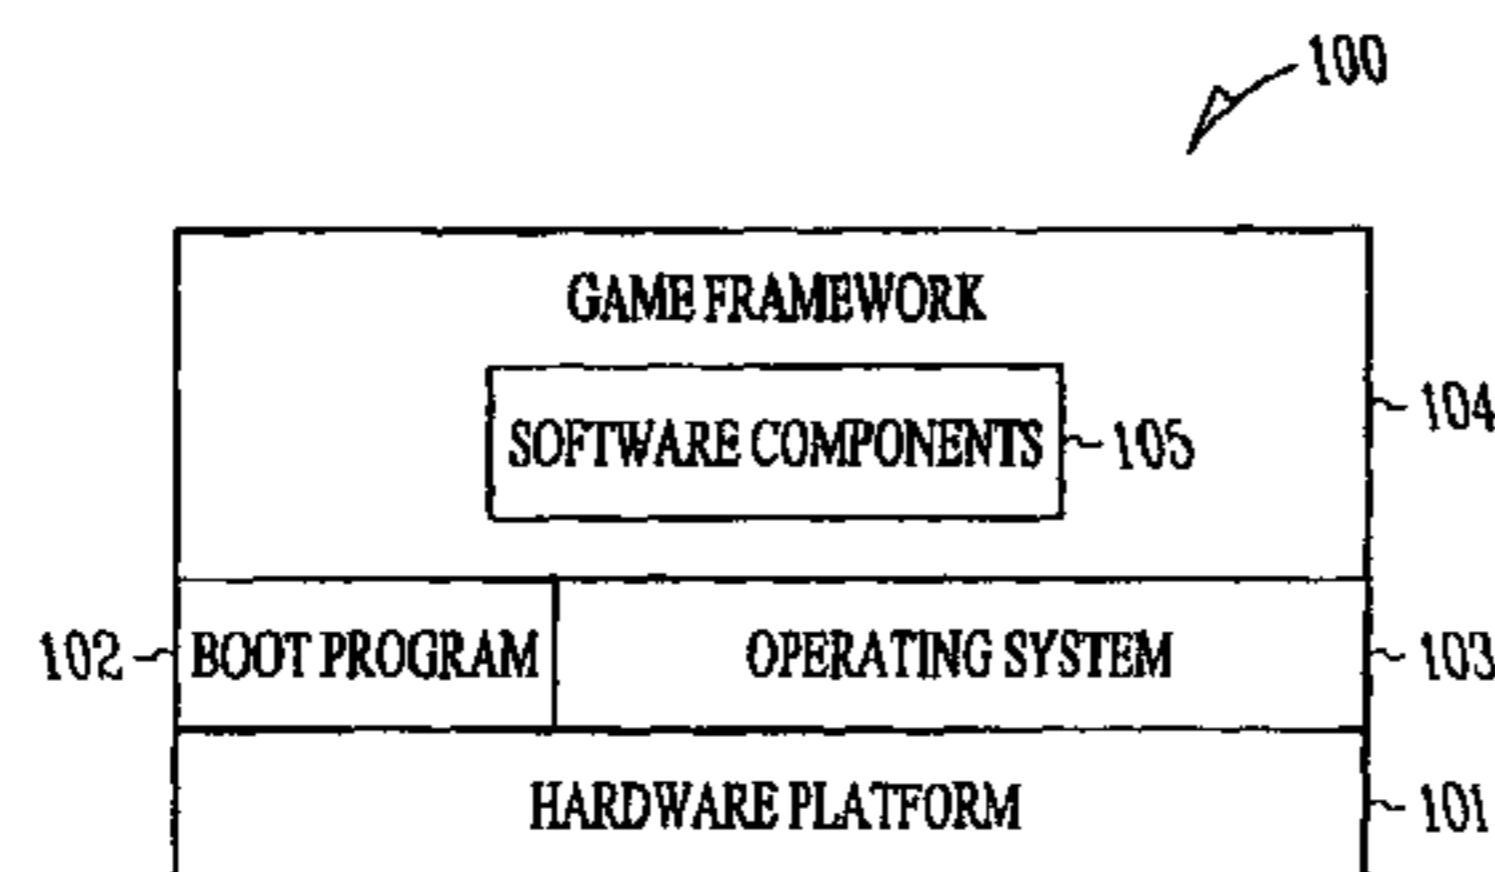 100
GAME FRAMEWORK
104
SOFTWARE COMPONENTS 105
102 BOOT PROGRAM OPERATING SYSTEM 103
HARDWARE PLATFORM 101